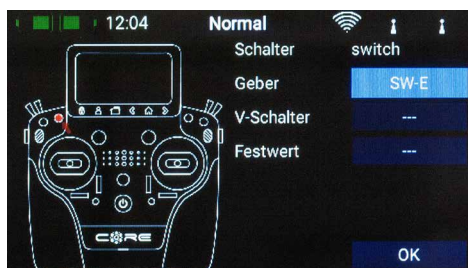 12:04 Normal
Schalter switch
Geber SW-E
V-Schalter ---
Festwert ---
CORE
OK